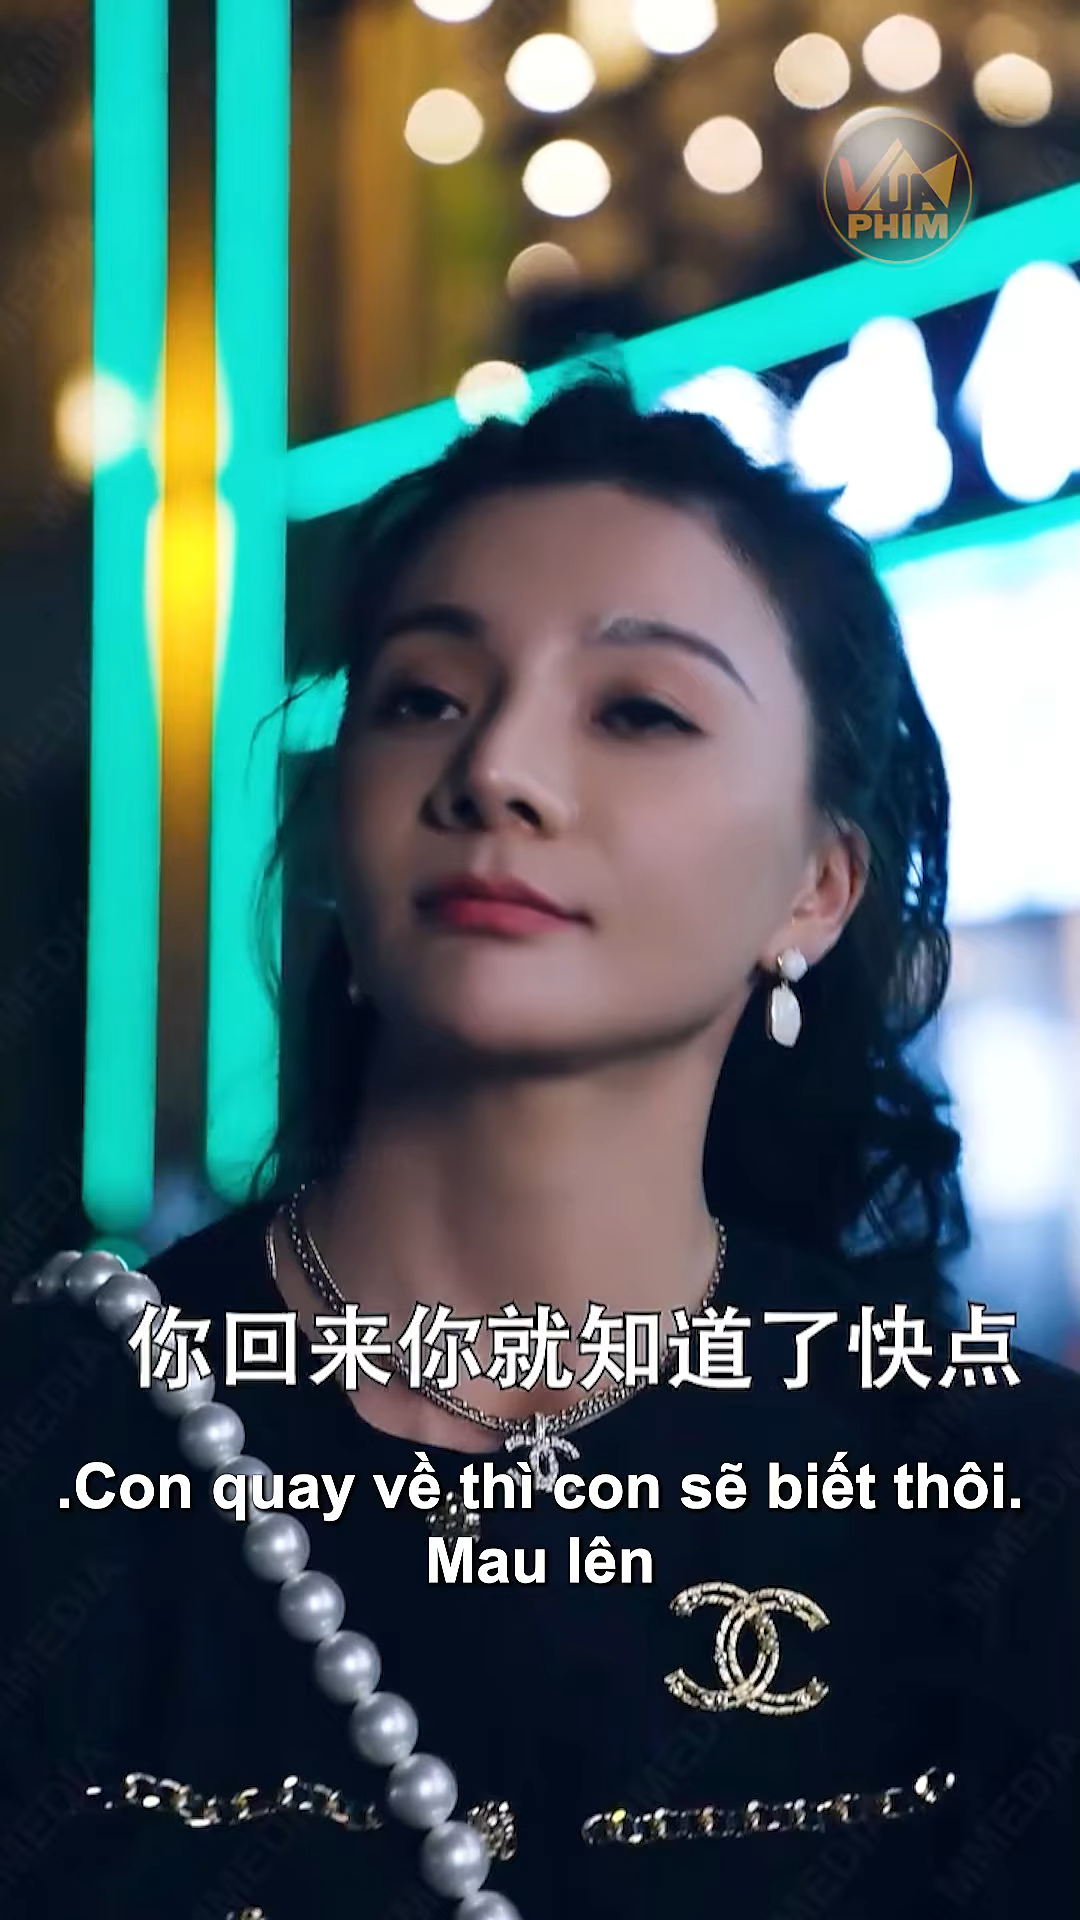 VUA
PHIM
你回来你就知道了快点
.Con quay về thì con sẽ biết thôi.
Mau lên
MMEDIA